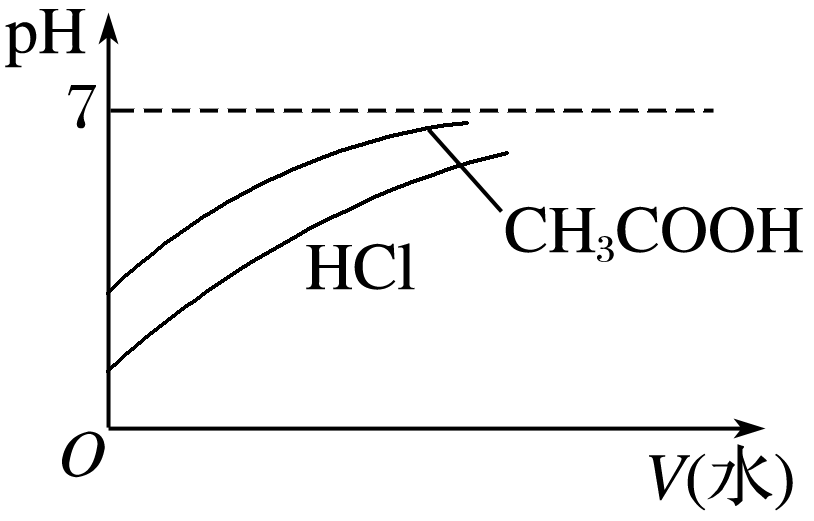 pH
7
CH₃COOH
HCl
O
V(水)